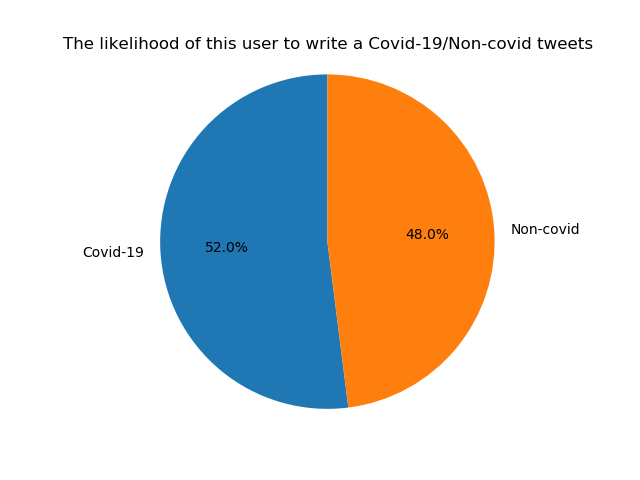 The likelihood of this user to write a Covid-19/Non-covid tweets
Non-covid
48.0%
52.0%
Covid-19